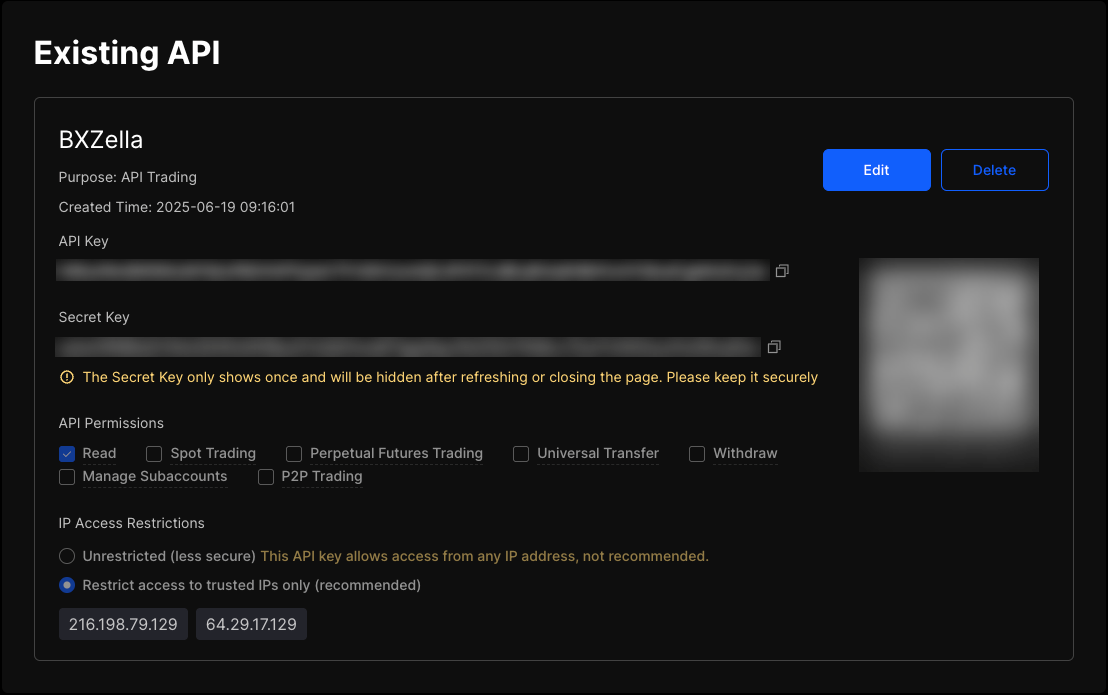 Existing API
BXZella
Purpose: API Trading
Edit
Delete
Created Time: 2025-06-19 09:16:01
API Key
Secret Key
The Secret Key only shows once and will be hidden after refreshing or closing the page. Please keep it securely
API Permissions
Read Spot Trading Perpetual Futures Trading Universal Transfer Withdraw
Manage Subaccounts P2P Trading
IP Access Restrictions
Unrestricted (less secure) This API key allows access from any IP address, not recommended.
Restrict access to trusted IPs only (recommended)
216.198.79.129 64.29.17.129